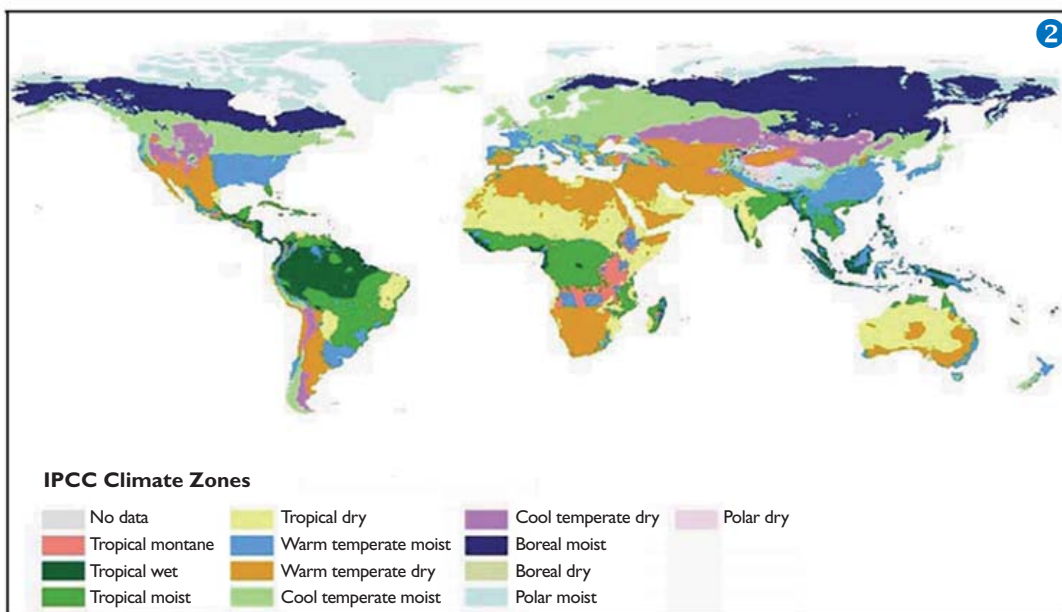 2
IPCC Climate Zones
No data
Tropical montane
Tropical wet
Tropical moist
Tropical dry
Warm temperate moist
Warm temperate dry
Cool temperate moist
Cool temperate dry
Boreal moist
Boreal dry
Polar moist
Polar dry